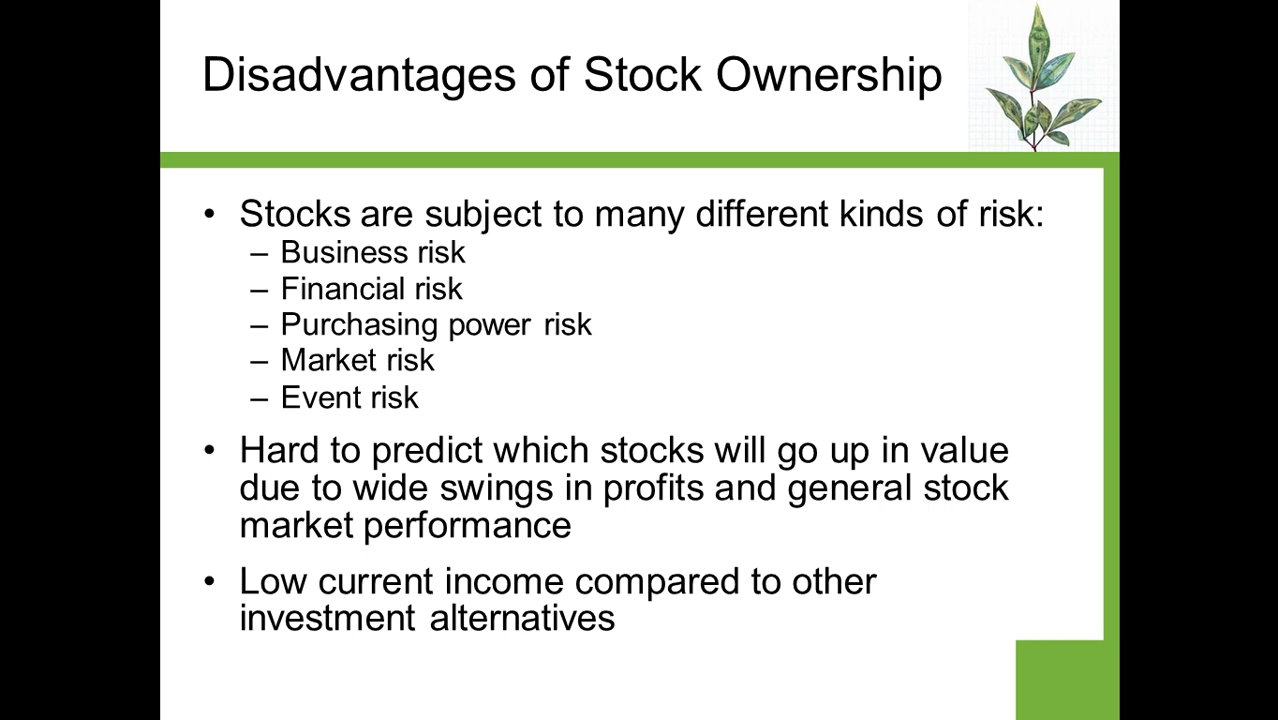 Disadvantages of Stock Ownership
• Stocks are subject to many different kinds of risk:
– Business risk
– Financial risk
– Purchasing power risk
– Market risk
– Event risk
• Hard to predict which stocks will go up in value
due to wide swings in profits and general stock
market performance
• Low current income compared to other
investment alternatives